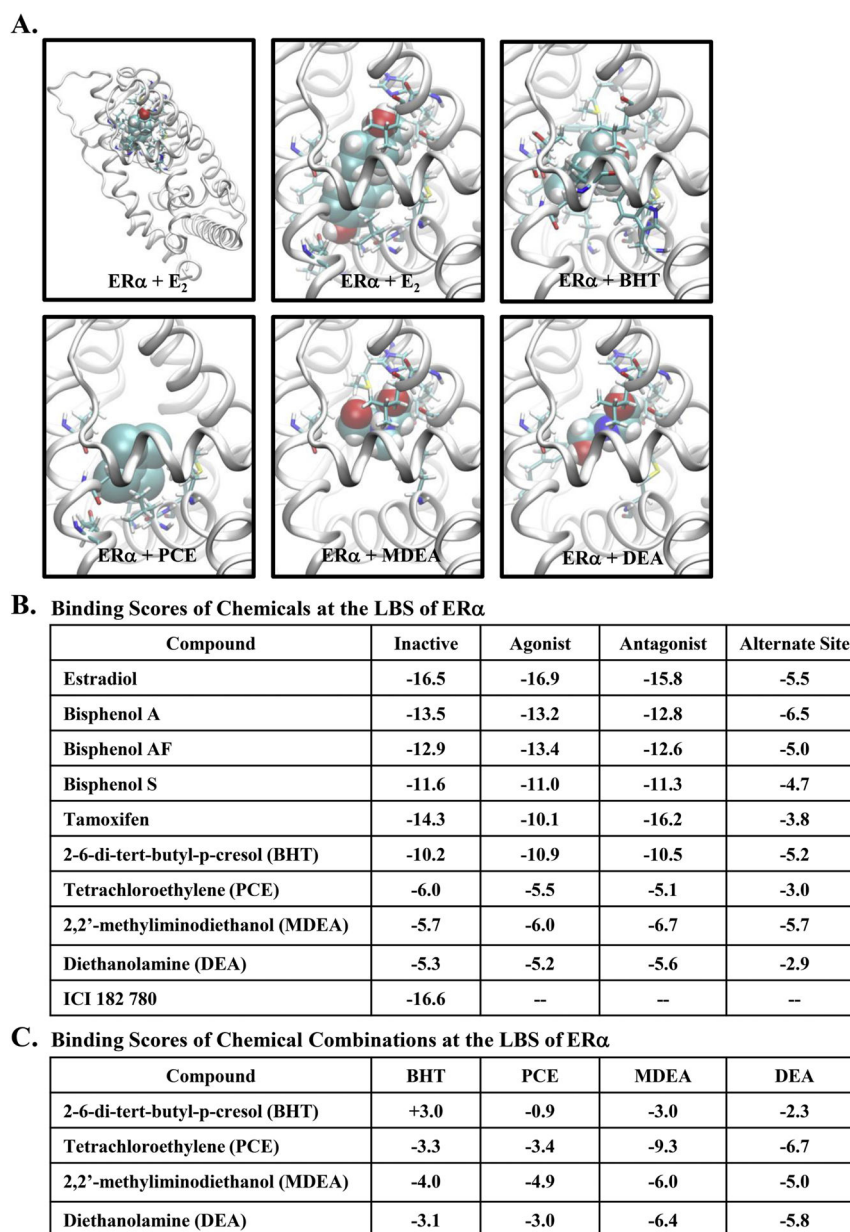 A.
ERα + E2 ERα + E2 ERα + BHT
ERα + PCE ERα + MDEA ERα + DEA
B. Binding Scores of Chemicals at the LBS of ERα
Compound Inactive Agonist Antagonist Alternate Site
Estradiol -16.5 -16.9 -15.8 -5.5
Bisphenol A -13.5 -13.2 -12.8 -6.5
Bisphenol AF -12.9 -13.4 -12.6 -5.0
Bisphenol S -11.6 -11.0 -11.3 -4.7
Tamoxifen -14.3 -10.1 -16.2 -3.8
2-6-di-tert-butyl-p-cresol (BHT) -10.2 -10.9 -10.5 -5.2
Tetrachloroethylene (PCE) -6.0 -5.5 -5.1 -3.0
2,2’-methyliminodiethanol (MDEA) -5.7 -6.0 -6.7 -5.7
Diethanolamine (DEA) -5.3 -5.2 -5.6 -2.9
ICI 182 780 -16.6 -- -- --
C. Binding Scores of Chemical Combinations at the LBS of ERα
Compound BHT PCE MDEA DEA
2-6-di-tert-butyl-p-cresol (BHT) +3.0 -0.9 -3.0 -2.3
Tetrachloroethylene (PCE) -3.3 -3.4 -9.3 -6.7
2,2’-methyliminodiethanol (MDEA) -4.0 -4.9 -6.0 -5.0
Diethanolamine (DEA) -3.1 -3.0 -6.4 -5.8